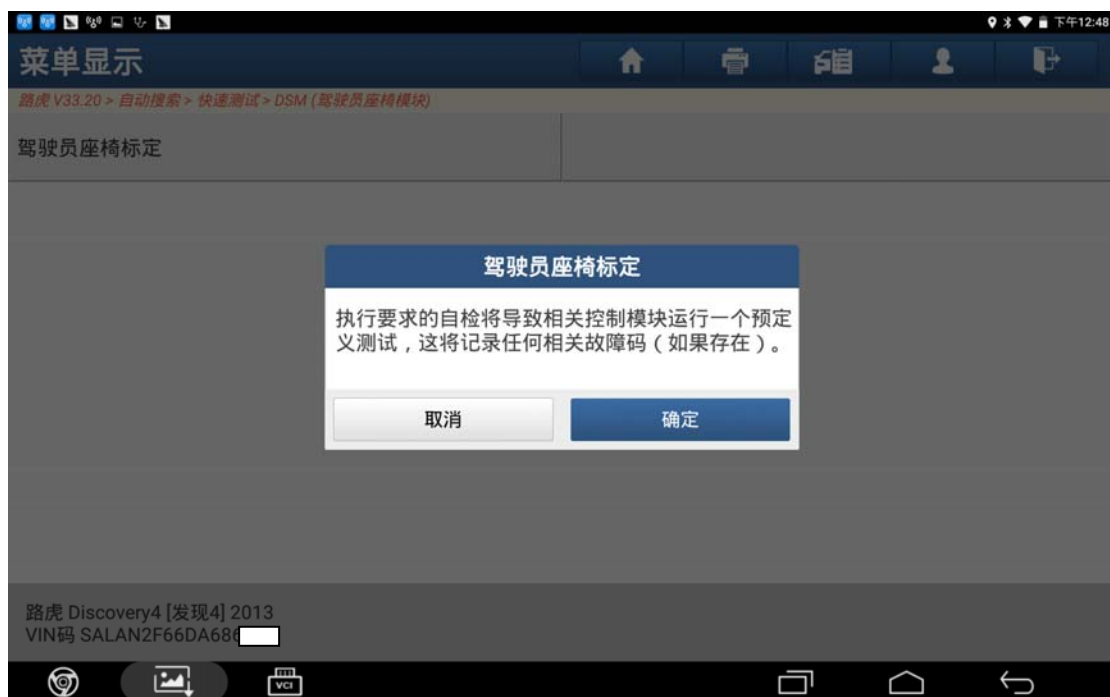 下午12:48
菜单显示
路虎 V33.20 > 自动搜索 > 快速测试 > DSM (驾驶员座椅模块)
驾驶员座椅标定
驾驶员座椅标定
执行要求的自检将导致相关控制模块运行一个预定
义测试，这将记录任何相关故障码（如果存在）。
取消
确定
路虎 Discovery4 [发现4] 2013
VIN码 SALAN2F66DA686
VCI